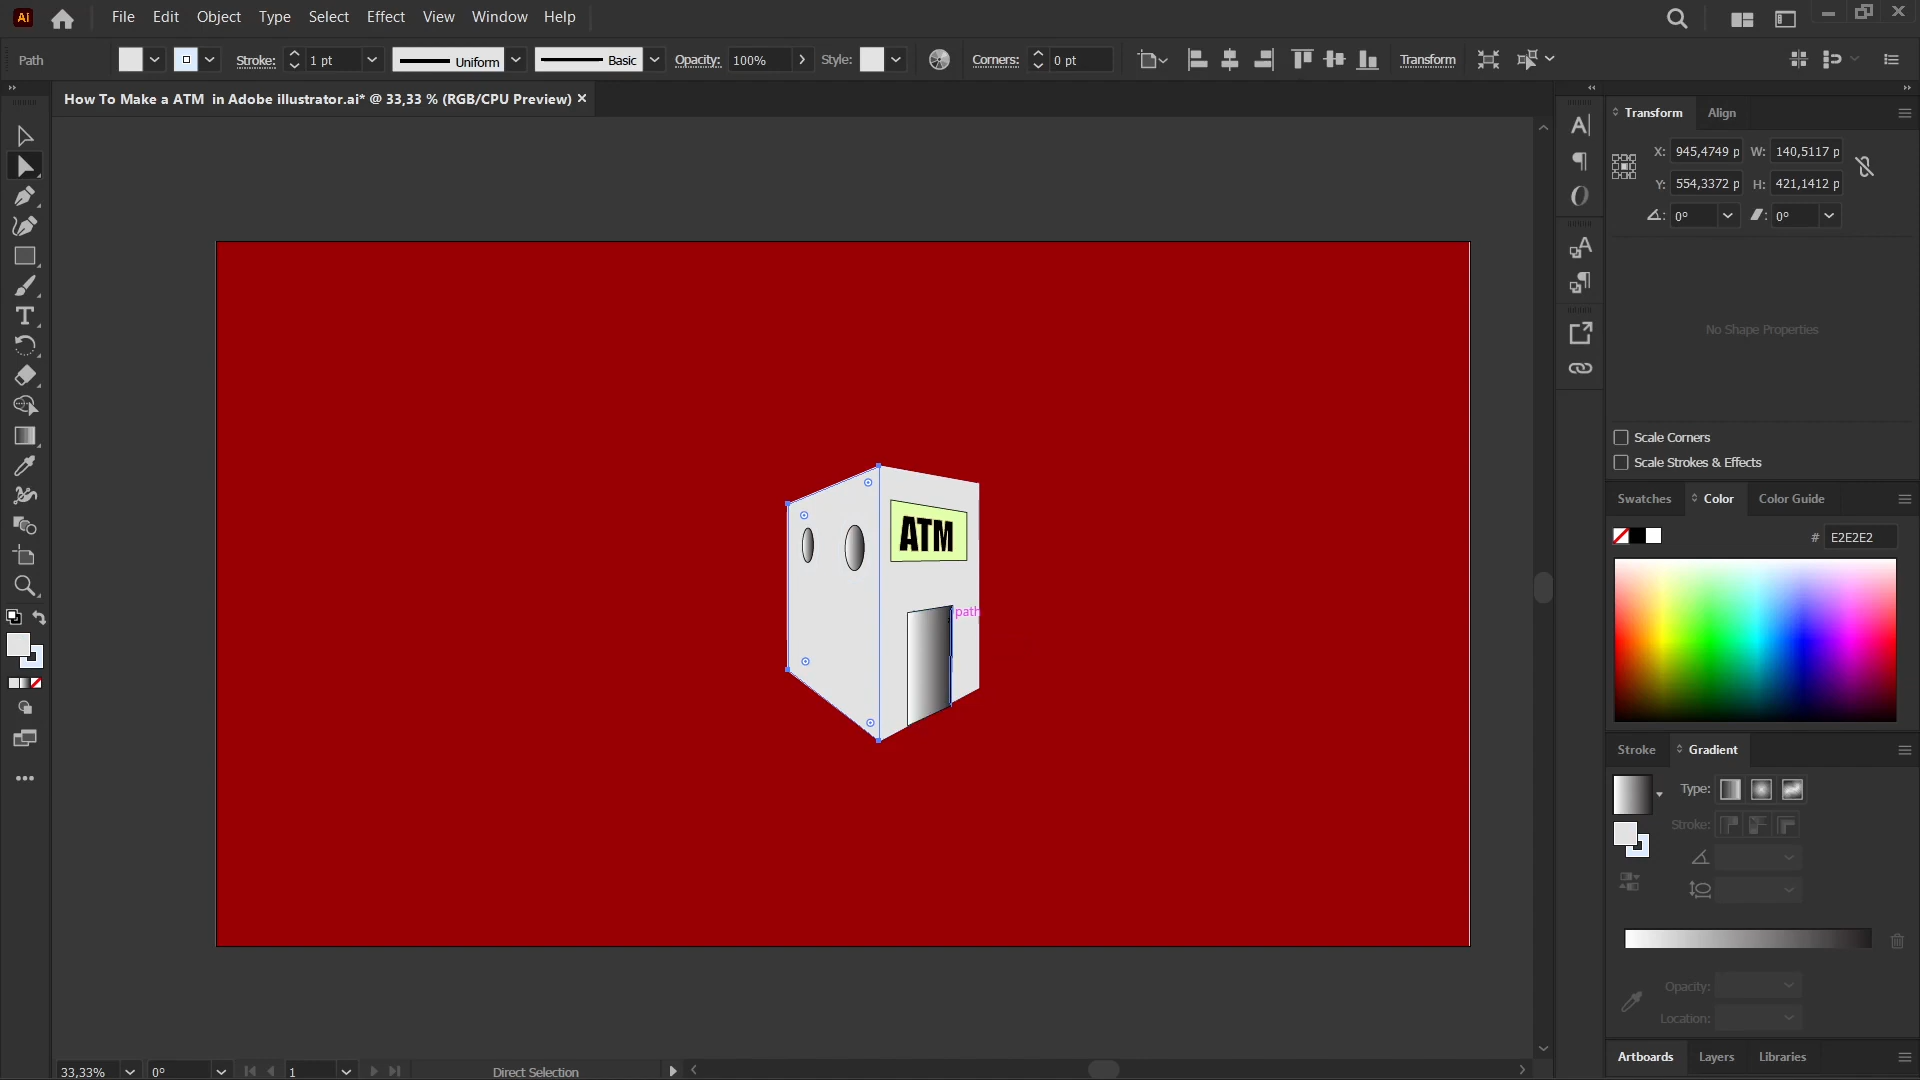 Ai File Edit Object Type Select Effect View Window Help
Path Stroke: 1 pt Uniform Basic Opacity: 100% Style: Corners: 0 pt Transform
How To Make a ATM in Adobe illustrator.ai* @ 33,33 % (RGB/CPU Preview) ×
Transform Align
X: 945,4749 p W: 140,5117 p
Y: 554,3372 p H: 421,1412 p
0° 0°
No Shape Properties
Scale Corners
Scale Strokes & Effects
Swatches Color Color Guide
# E2E2E2
ATM
path
Stroke Gradient
Type:
Stroke:
Opacity:
Location:
Artboards Layers Libraries
33,33% 0° 1 Direct Selection